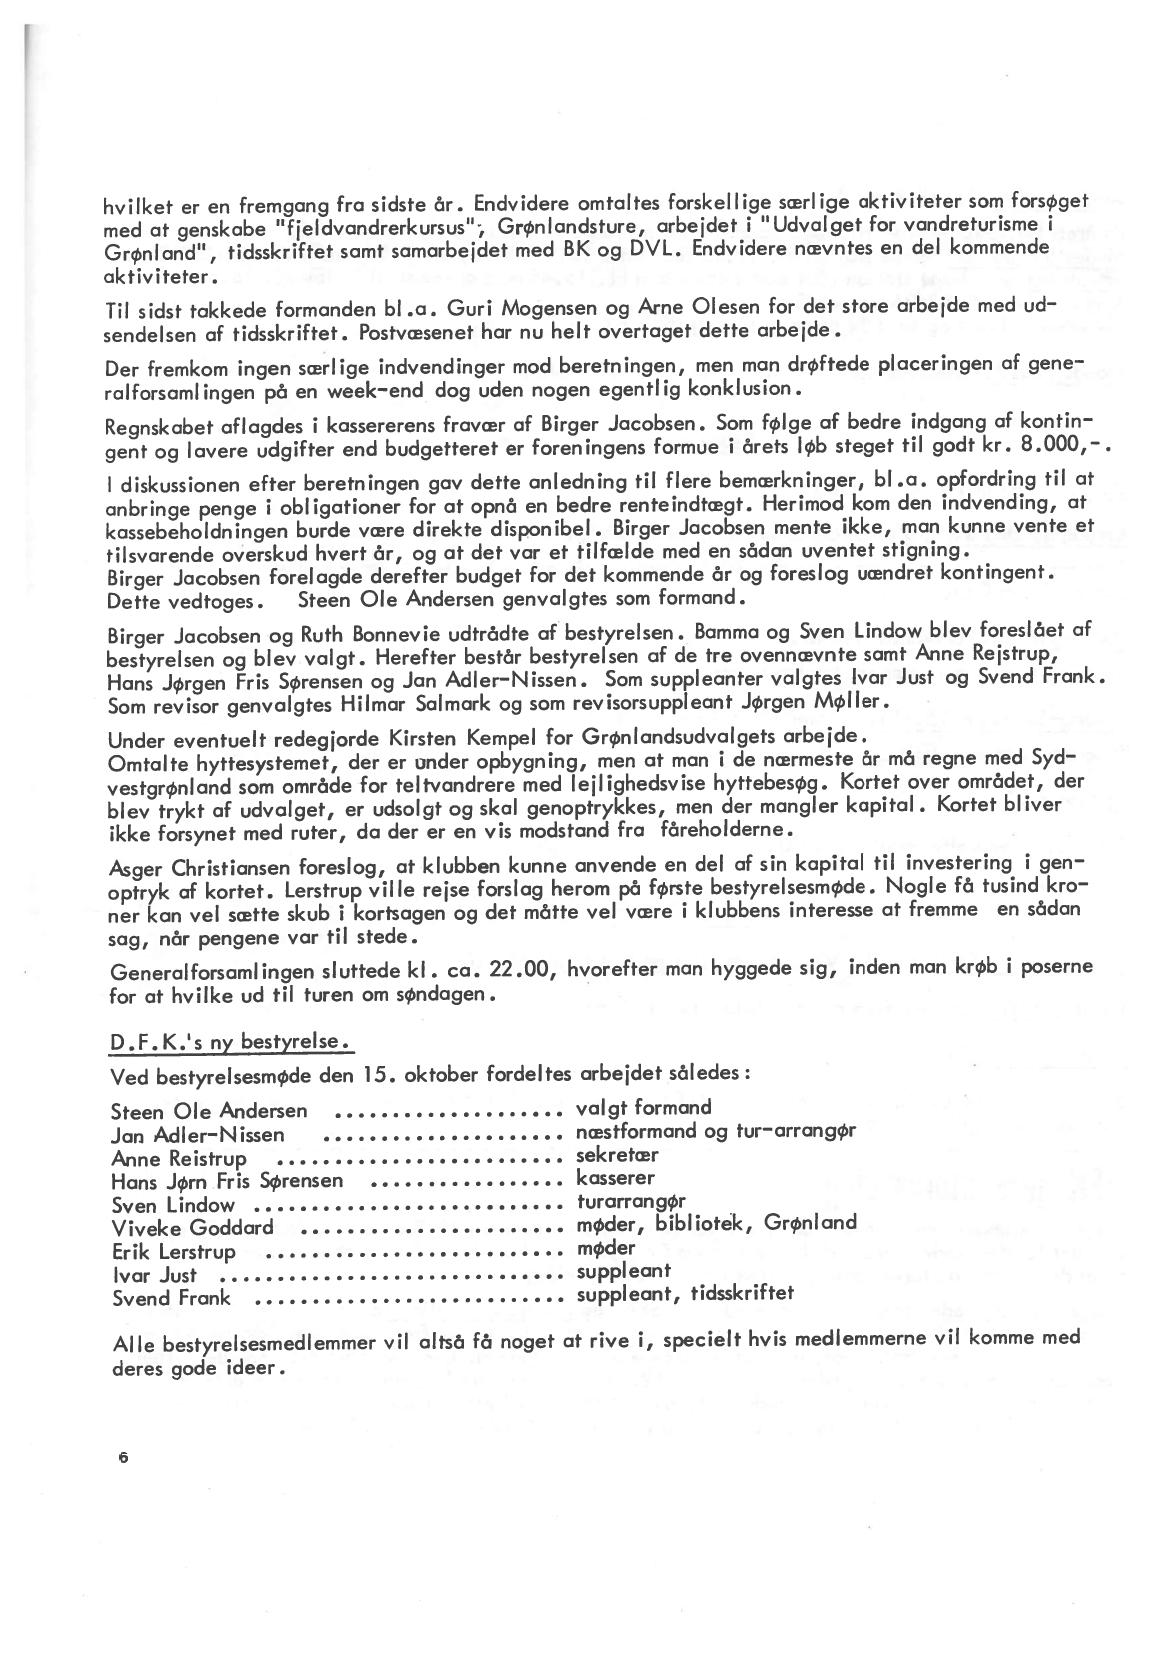 hvilket er en fremgang fra sidste år. Endvidere omtaltes forskellige særlige aktiviteter som forsøget
med at genskabe "fjeldvandrerkursus", Grønlandsture, arbejdet i "Udvalget for vandreturisme i
Grønland", tidsskriftet samt samarbejdet med BK og DVL. Endvidere nævntes en del kommende
aktiviteter.
Til sidst takkede formanden bl.a. Guri Mogensen og Arne Olesen for det store arbejde med ud-
sendelsen af tidsskriftet. Postvæsenet har nu helt overtaget dette arbejde.
Der fremkom ingen særlige indvendinger mod beretningen, men man drøftede placeringen af gene-
ralforsamlingen på en week-end dog uden nogen egentlig konklusion.
Regnskabet aflagdes i kassererens fravær af Birger Jacobsen. Som følge af bedre indgang af kontin-
gent og lavere udgifter end budgetteret er foreningens formue i årets løb steget til godt kr. 8.000,-.
I diskussionen efter beretningen gav dette anledning til flere bemærkninger, bl.a. opfordring til at
anbringe penge i obligationer for at opnå en bedre renteindtægt. Herimod kom den indvending, at
kassebeholdningen burde være direkte disponibel. Birger Jacobsen mente ikke, man kunne vente et
tilsvarende overskud hvert år, og at det var et tilfælde med en sådan uventet stigning.
Birger Jacobsen forelagde derefter budget for det kommende år og foreslog uændret kontingent.
Dette vedtoges. Steen Ole Andersen genvalgtes som formand.
Birger Jacobsen og Ruth Bonnevie udtrådte af bestyrelsen. Bamma og Sven Lindow blev foreslået af
bestyrelsen og blev valgt. Herefter består bestyrelsen af de tre ovennævnte samt Anne Rejstrup,
Hans Jørgen Fris Sørensen og Jan Adler-Nissen. Som suppleanter valgtes Ivar Just og Svend Frank.
Som revisor genvalgtes Hilmar Salmark og som revisorsuppleant Jørgen Møller.
Under eventuelt redegjorde Kirsten Kempel for Grønlandsudvalgets arbejde.
Omtalte hyttesystemet, der er under opbygning, men at man i de nærmeste år må regne med Syd-
vestgrønland som område for teltvandrere med lejlighedsvise hyttebesøg. Kortet over området, der
blev trykt af udvalget, er udsolgt og skal genoptrykkes, men der mangler kapital. Kortet bliver
ikke forsynet med ruter, da der er en vis modstand fra fåreholderne.
Asger Christiansen foreslog, at klubben kunne anvende en del af sin kapital til investering i gen-
optryk af kortet. Lerstrup ville rejse forslag herom på første bestyrelsesmøde. Nogle få tusind kro-
ner kan vel sætte skub i kortsagen og det måtte vel være i klubbens interesse at fremme en sådan
sag, når pengene var til stede.
Generalforsamlingen sluttede kl. ca. 22.00, hvorefter man hyggede sig, inden man krøb i poserne
for at hvilke ud til turen om søndagen.
D.F.K.'s ny bestyrelse.
Ved bestyrelsesmøde den 15. oktober fordeltes arbejdet således:
Steen Ole Andersen .................... valgt formand
Jan Adler-Nissen ..................... næstformand og tur-arrangør
Anne Reistrup ......................... sekretær
Hans Jørn Fris Sørensen ................. kasserer
Sven Lindow ........................... turarrangør
Viveke Goddard ....................... møder, bibliotek, Grønland
Erik Lerstrup .......................... møder
Ivar Just .............................. suppleant
Svend Frank ........................... suppleant, tidsskriftet
Alle bestyrelsesmedlemmer vil altså få noget at rive i, specielt hvis medlemmerne vil komme med
deres gode ideer.
6